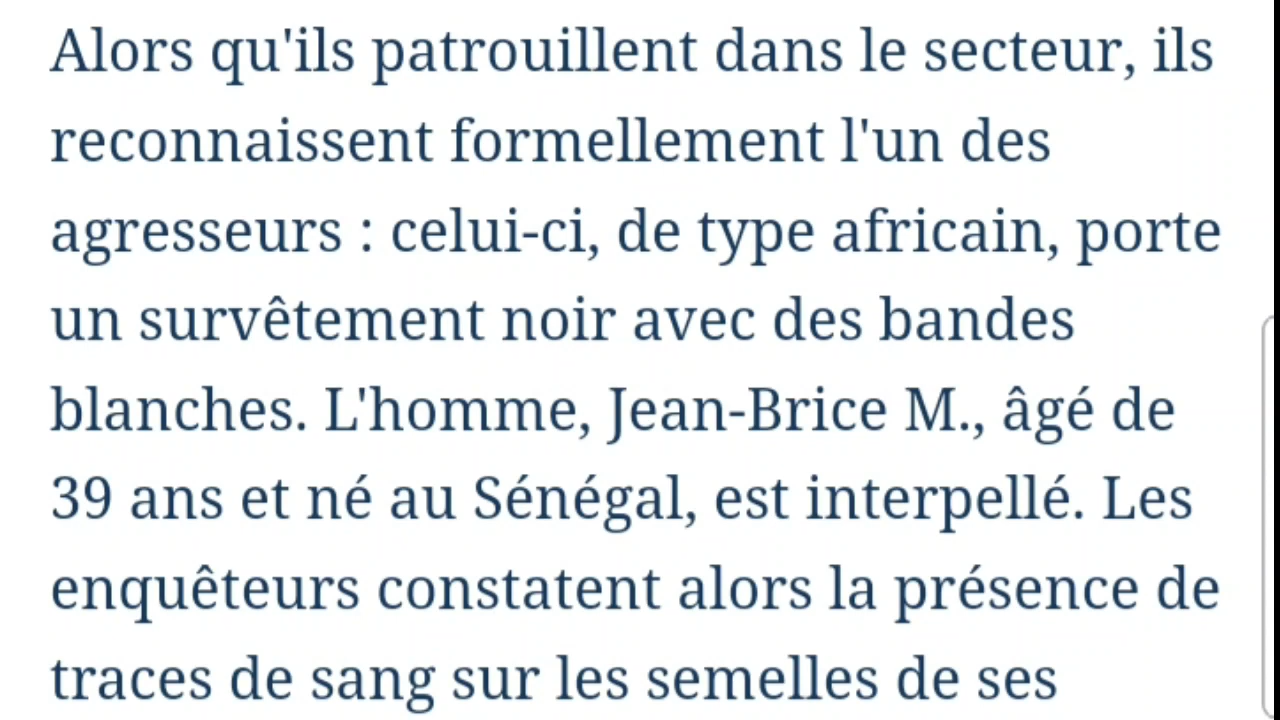 Alors qu'ils patrouillent dans le secteur, ils
reconnaissent formellement l'un des
agresseurs : celui-ci, de type africain, porte
un survêtement noir avec des bandes
blanches. L'homme, Jean-Brice M., âgé de
39 ans et né au Sénégal, est interpellé. Les
enquêteurs constatent alors la présence de
traces de sang sur les semelles de ses